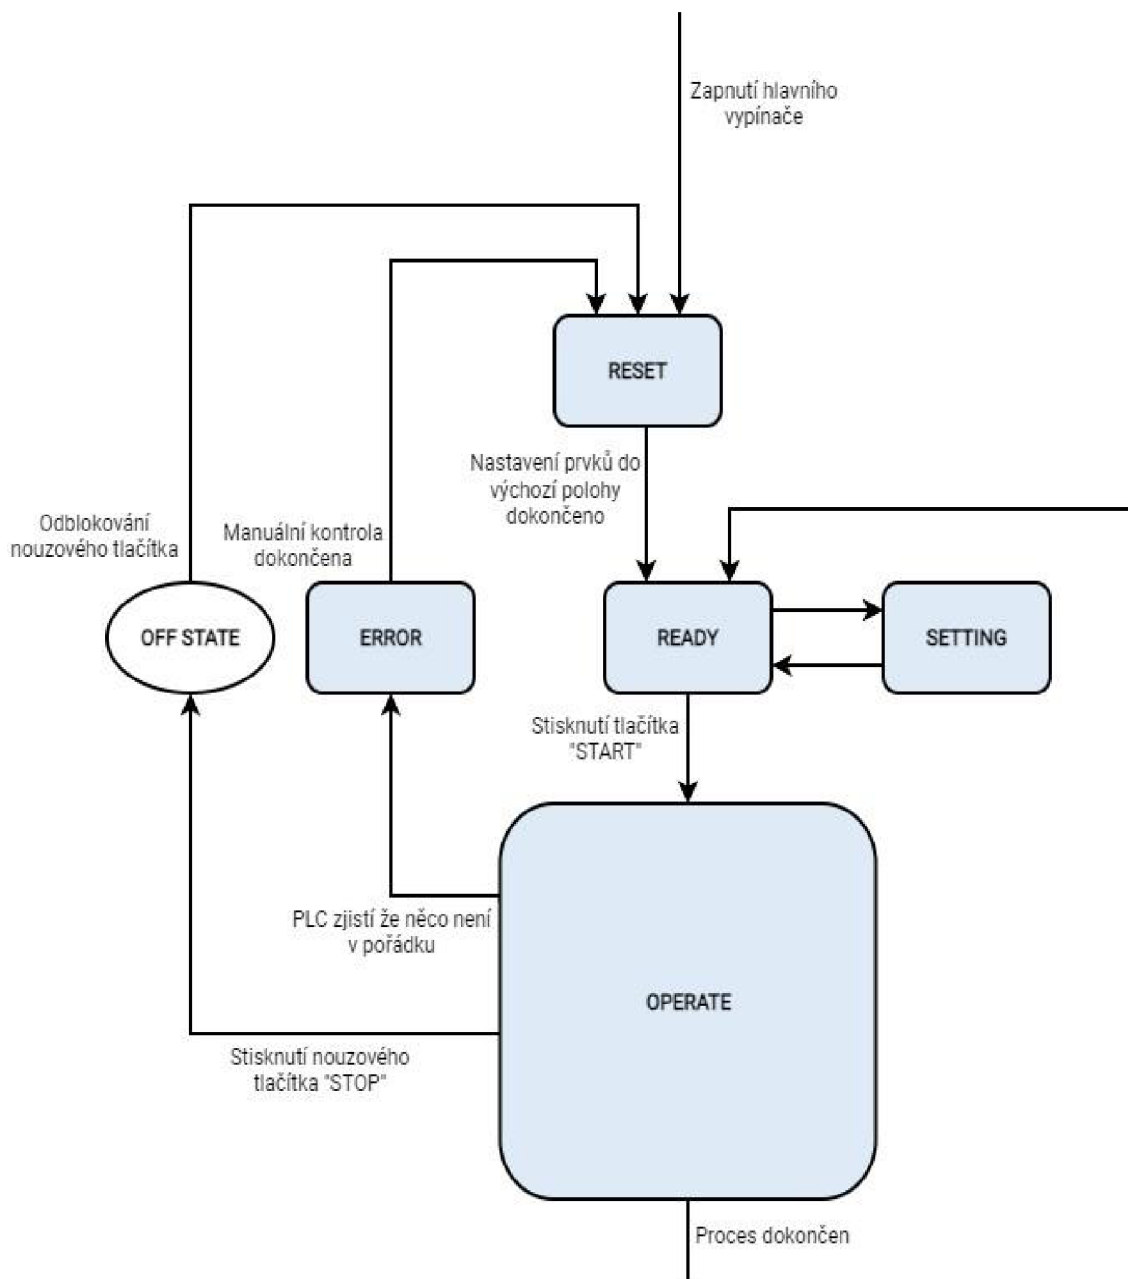 Zapnutí hlavního
vypínače
RESET
Nastavení prvků do
výchozí polohy
dokončeno
Odblokování
nouzového tlačítka
Manuální kontrola
dokončena
OFF STATE
ERROR
READY
SETTING
Stisknutí tlačítka
"START"
PLC zjistí že něco není
v pořádku
OPERATE
Stisknutí nouzového
tlačítka "STOP"
Proces dokončen